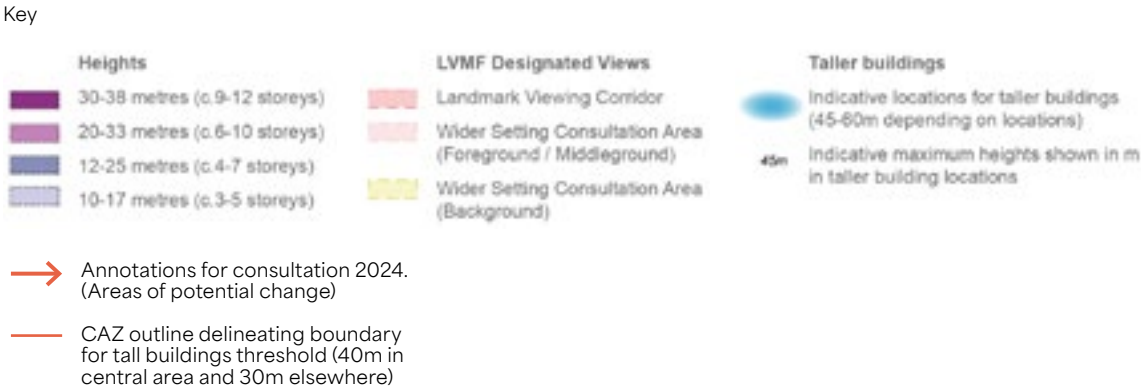 Key
Heights
30-38 metres (c.9-12 storeys)
20-33 metres (c.6-10 storeys)
12-25 metres (c.4-7 storeys)
10-17 metres (c.3-5 storeys)
LVMF Designated Views
Landmark Viewing Corridor
Wider Setting Consultation Area
(Foreground / Middleground)
Wider Setting Consultation Area
(Background)
Taller buildings
Indicative locations for taller buildings
(45-60m depending on locations)
45m
Indicative maximum heights shown in m
in taller building locations
Annotations for consultation 2024.
(Areas of potential change)
CAZ outline delineating boundary
for tall buildings threshold (40m in
central area and 30m elsewhere)